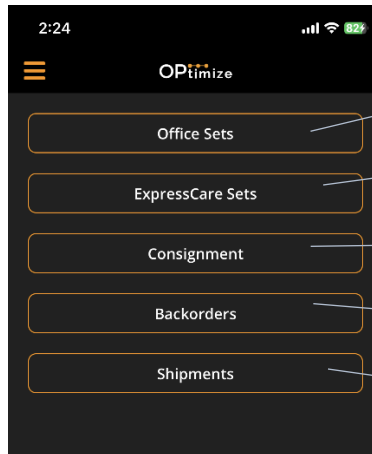 2:24
82
OPtimize
Office Sets
ExpressCare Sets
Consignment
Backorders
Shipments